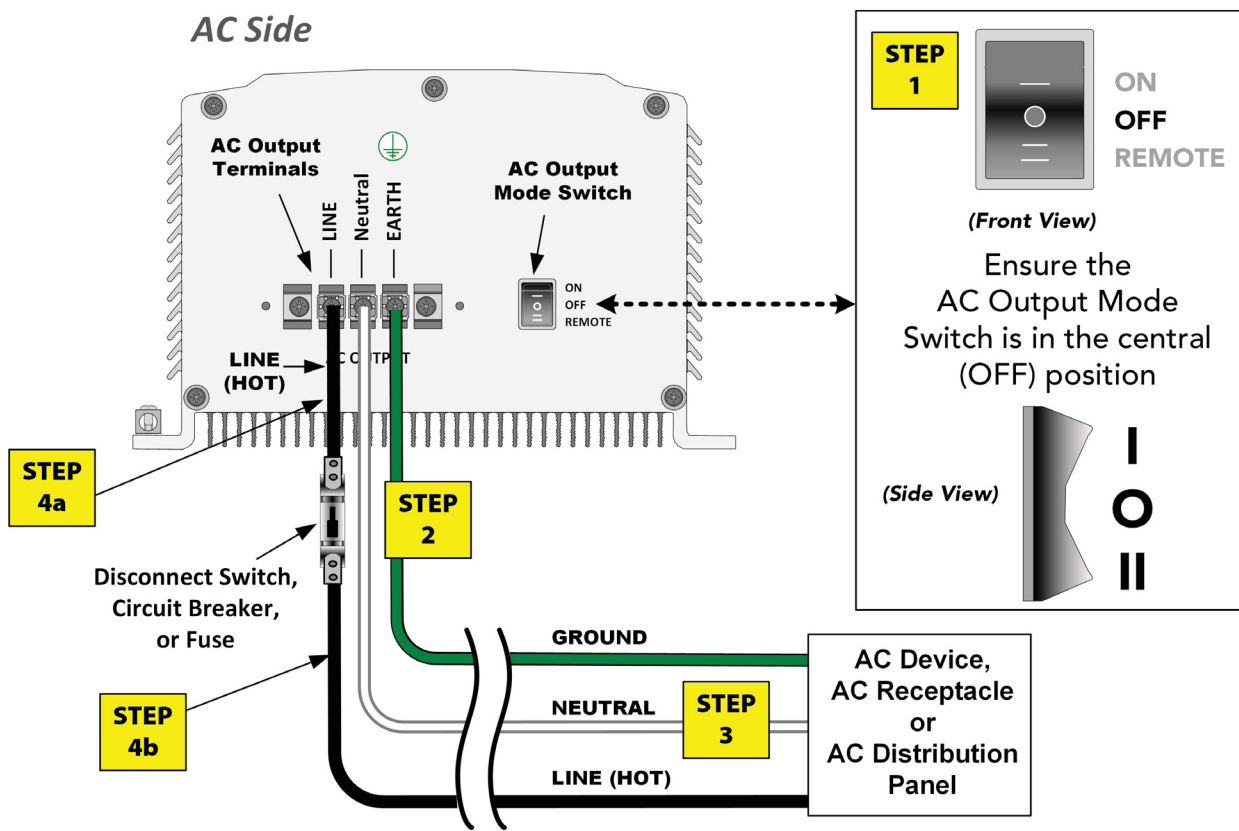 AC Side
AC Output
Terminals
LINE
Neutral
EARTH
AC Output
Mode Switch
ON
OFF
REMOTE
AC OUTPUT
LINE
(HOT)
STEP
4a
STEP
2
Disconnect Switch,
Circuit Breaker,
or Fuse
STEP
4b
GROUND
NEUTRAL
STEP
3
LINE (HOT)
AC Device,
AC Receptacle
or
AC Distribution
Panel
STEP
1
ON
OFF
REMOTE
(Front View)
Ensure the
AC Output Mode
Switch is in the central
(OFF) position
(Side View)
I
O
II